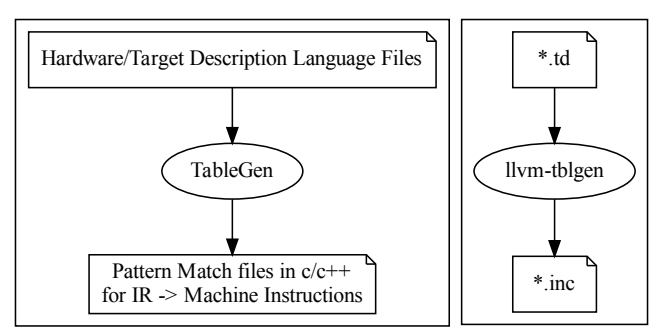 Hardware/Target Description Language Files
TableGen
Pattern Match files in c/c++
for IR -> Machine Instructions
*.td
llvm-tblgen
*.inc